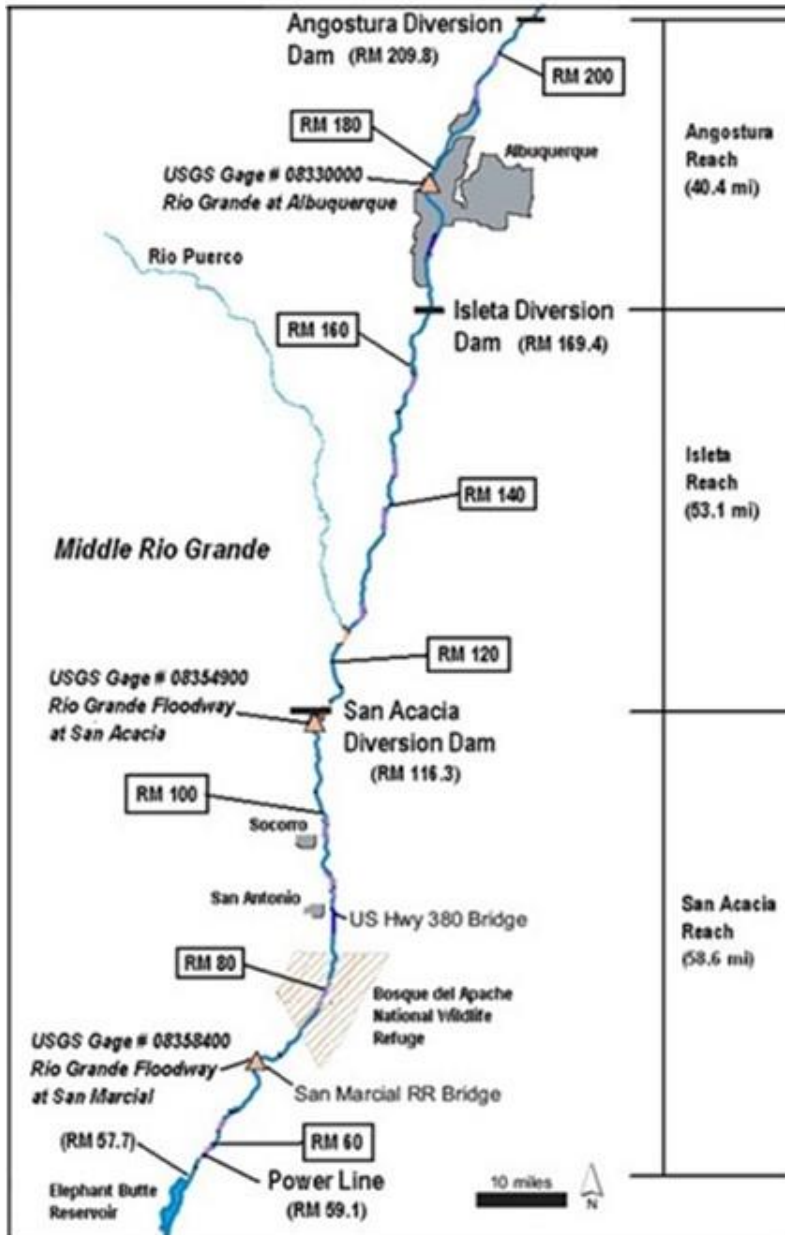 Angostura Diversion
Dam (RM 209.8)
RM 200
RM 180
Albuquerque
Angostura
Reach
(40.4 mi)
USGS Gage # 08330000
Rio Grande at Albuquerque
Rio Puerco
Isleta Diversion
Dam (RM 169.4)
RM 160
Isleta
Reach
(53.1 mi)
RM 140
Middle Rio Grande
RM 120
USGS Gage # 08354900
Rio Grande Floodway
at San Acacia
San Acacia
Diversion Dam
(RM 116.3)
RM 100
Socorro
San Antonio
US Hwy 380 Bridge
San Acacia
Reach
(58.6 mi)
RM 80
Bosque del Apache
National Wildlife
Refuge
USGS Gage # 08358400
Rio Grande Floodway
at San Marcial
San Marcial RR Bridge
(RM 57.7)
RM 60
Power Line
(RM 59.1)
Elephant Butte
Reservoir
10 miles
N